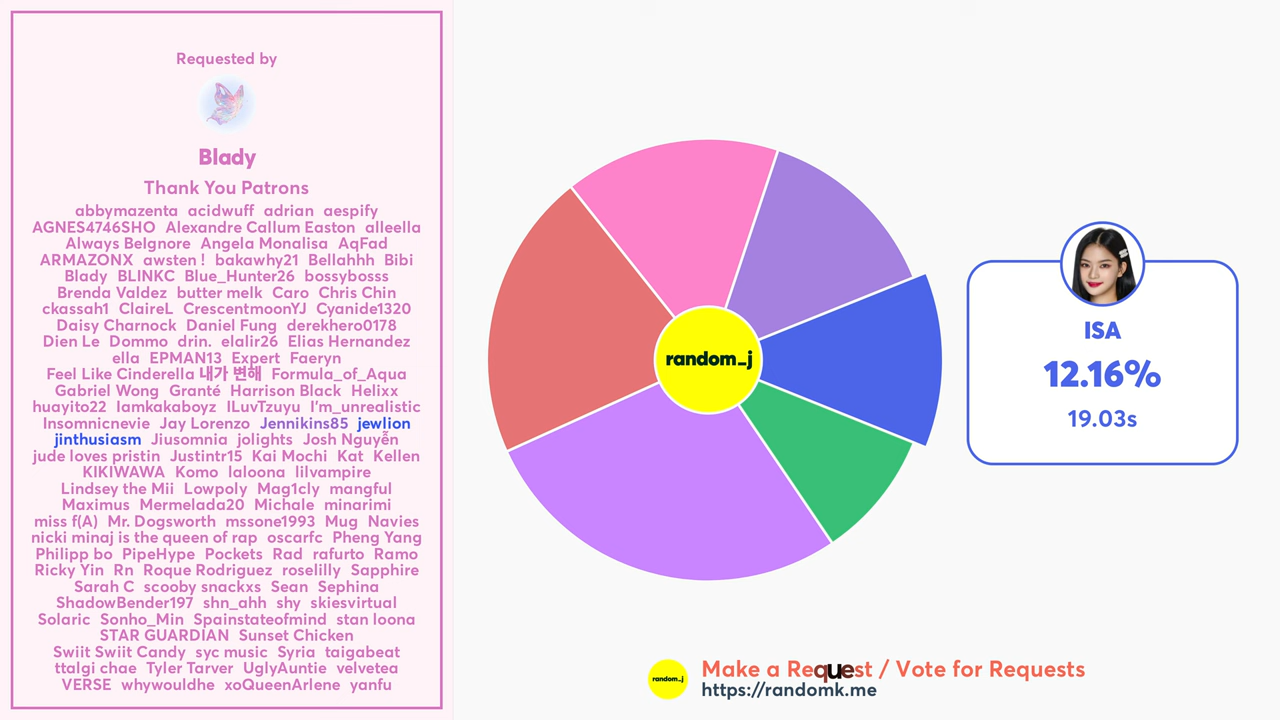 Requested by
Blady
Thank You Patrons
abbymazenta acidwuff adrian aespify
AGNES4746SHO Alexandre Callum Easton alleella
Always Belgnore Angela Monalisa AqFad
ARMAZONX awsten ! bakawhy21 Bellahhh Bibi
Blady BLINKC Blue_Hunter26 bossybosss
Brenda Valdez butter melk Caro Chris Chin
ckassah1 ClaireL CrescentmoonYJ Cyanide1320
Daisy Charnock Daniel Fung derekhero0178
Dien Le Dommo drin. elalir26 Elias Hernandez
ella EPMAN13 Expert Faeryn
Feel Like Cinderella 내가 변해 Formula_of_Aqua
Gabriel Wong Granté Harrison Black Helixx
huayito22 Iamkakaboyz ILuvTzuyu I'm_unrealistic
Insomnicnevie Jay Lorenzo Jennikins85 jewlion
jinthusiasm Jiusomnia jolights Josh Nguyễn
jude loves pristin Justintr15 Kai Mochi Kat Kellen
KIKIWAWA Komo laloona lilvampire
Lindsey the Mii Lowpoly Mag1cly mangful
Maximus Mermelada20 Michale minarimi
miss f(A) Mr. Dogsworth mssone1993 Mug Navies
nicki minaj is the queen of rap oscarfc Pheng Yang
Philipp bo PipeHype Pockets Rad rafurto Ramo
Ricky Yin Rn Roque Rodriguez roselilly Sapphire
Sarah C scooby snackxs Sean Sephina
ShadowBender197 shn_ahh shy skiesvirtual
Solaric Sonho_Min Spainstateofmind stan loona
STAR GUARDIAN Sunset Chicken
Swiit Swiit Candy syc music Syria taigabeat
ttalgi chae Tyler Tarver UglyAuntie velvetea
VERSE whywouldhe xoQueenArlene yanfu
random_j
ISA
12.16%
19.03s
random_j
Make a Request / Vote for Requests
https://randomk.me